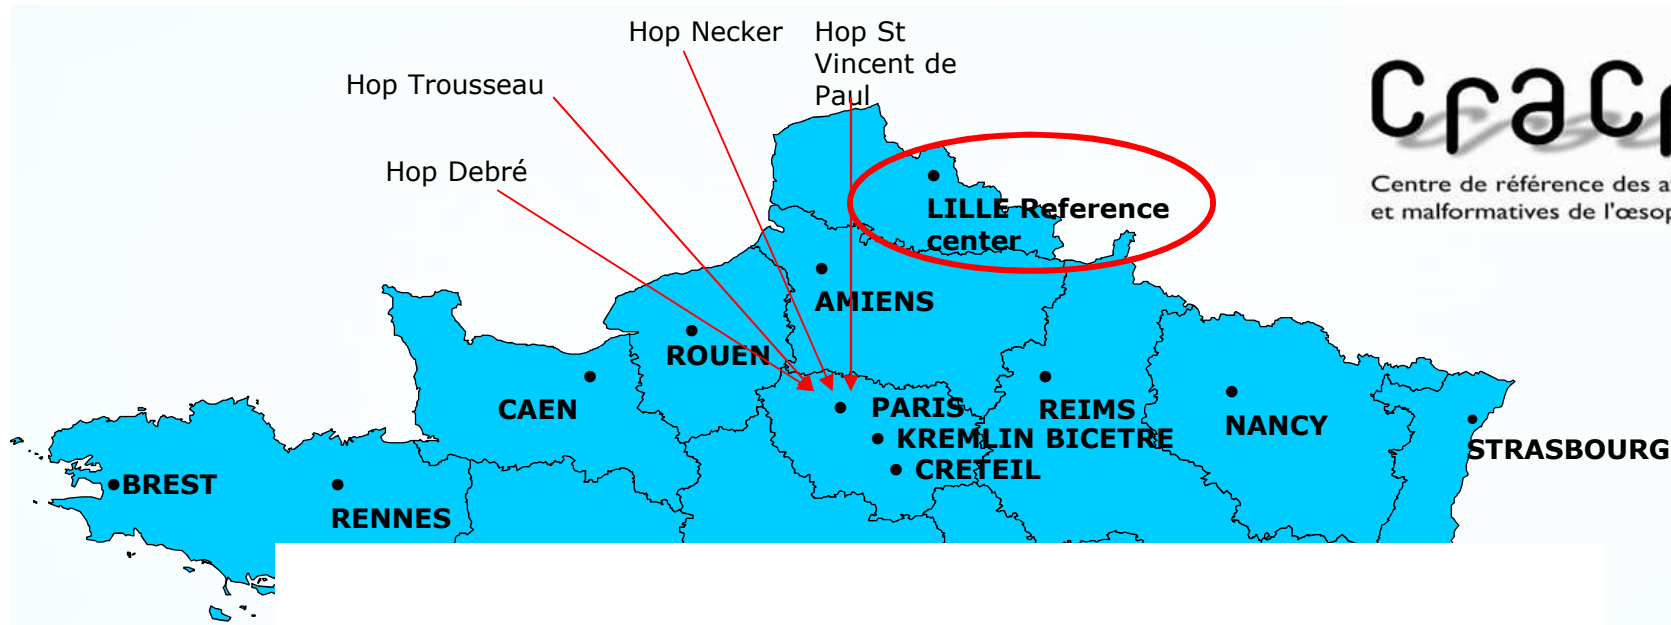 Hop Necker
Hop St
Vincent de
Paul
Hop Trousseau
Hop Debré
Centre de référence des
et malformatives de
LILLE Reference
center
AMIENS
ROUEN
CAEN
PARIS
REIMS
NANCY
KREMLIN BICETRE
CRETEIL
STRASBOURG
BREST
RENNES